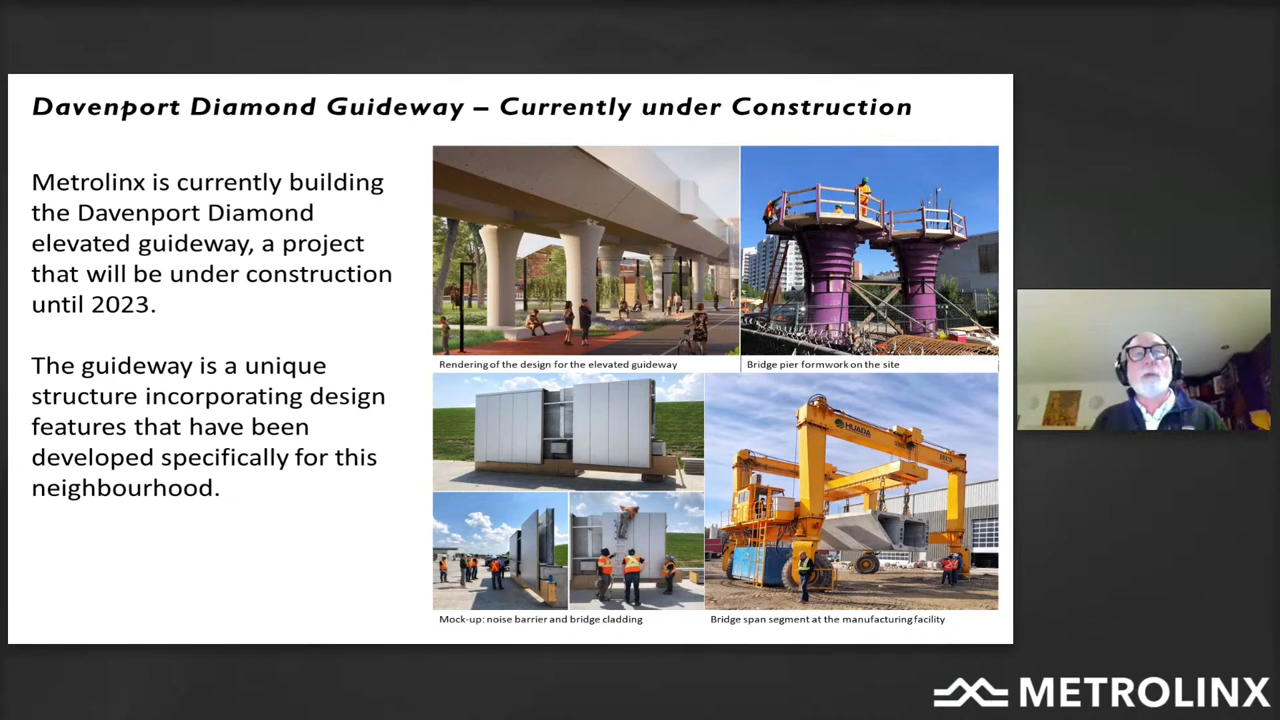 Davenport Diamond Guideway – Currently under Construction
Metrolinx is currently building
the Davenport Diamond
elevated guideway, a project
that will be under construction
until 2023.
The guideway is a unique
structure incorporating design
features that have been
developed specifically for this
neighbourhood.
Rendering of the design for the elevated guideway
Bridge pier formwork on the site
HUADA
Mock-up: noise barrier and bridge cladding
Bridge span segment at the manufacturing facility
METROLINX